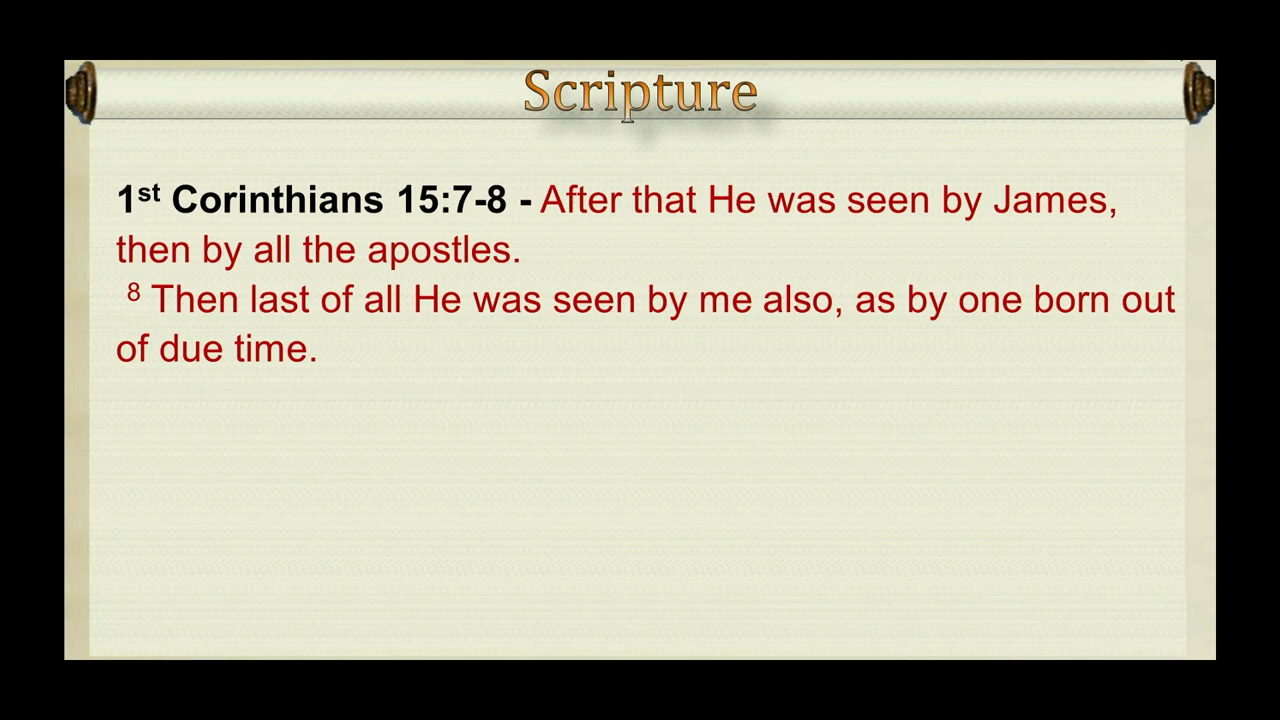 Scripture
1st Corinthians 15:7-8 - After that He was seen by James,
then by all the apostles.
8 Then last of all He was seen by me also, as by one born out
of due time.